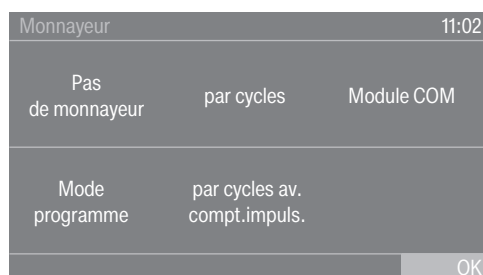 Monnayeur 11:02
Pas
de monnayeur
par cycles
Module COM
Mode
programme
par cycles av.
compt.impuls.
OK